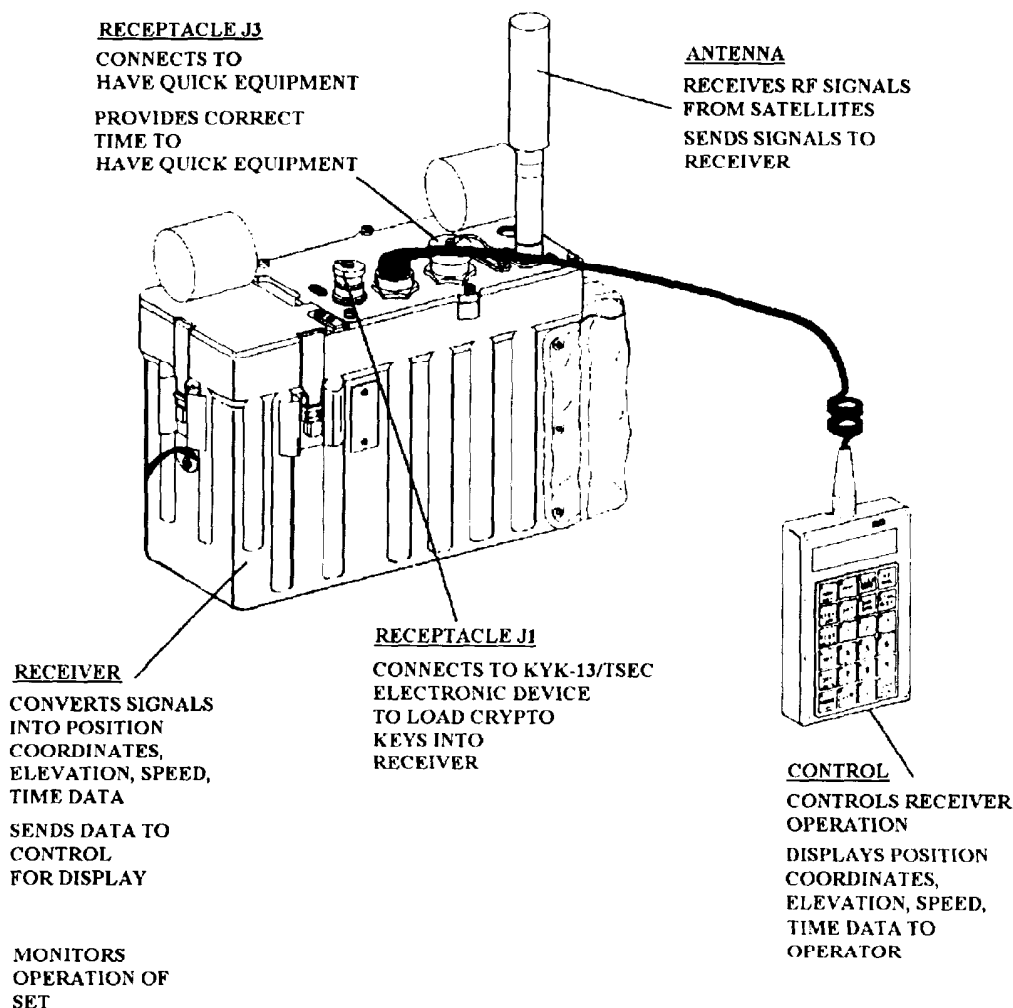 RECEPTACLE J3
CONNECTS TO
HAVE QUICK EQUIPMENT
PROVIDES CORRECT
TIME TO
HAVE QUICK EQUIPMENT
ANTENNA
RECEIVES RF SIGNALS
FROM SATELLITES
SENDS SIGNALS TO
RECEIVER
RECEIVER
CONVERTS SIGNALS
INTO POSITION
COORDINATES,
ELEVATION, SPEED,
TIME DATA
SENDS DATA TO
CONTROL
FOR DISPLAY
MONITORS
OPERATION OF
SET
RECEPTACLE J1
CONNECTS TO KYK-13/TSEC
ELECTRONIC DEVICE
TO LOAD CRYPTO
KEYS INTO
RECEIVER
CONTROL
CONTROLS RECEIVER
OPERATION
DISPLAYS POSITION
COORDINATES,
ELEVATION, SPEED,
TIME DATA TO
OPERATOR